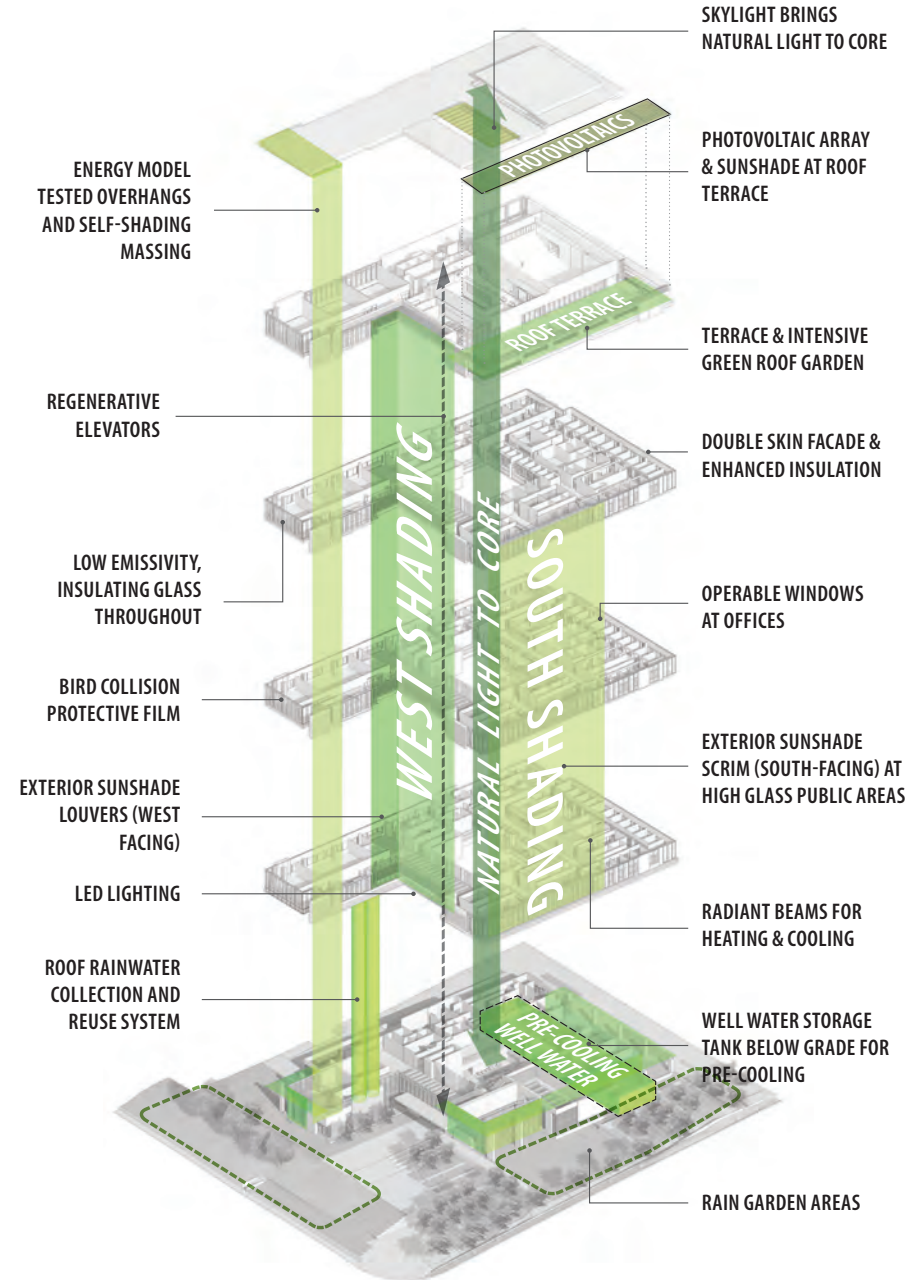 SKYLIGHT BRINGS
NATURAL LIGHT TO CORE
PHOTOVOLTAICS
PHOTOVOLTAIC ARRAY
& SUNSHADE AT ROOF
TERRACE
ENERGY MODEL
TESTED OVERHANGS
AND SELF-SHADING
MASSING
ROOF TERRACE
TERRACE & INTENSIVE
GREEN ROOF GARDEN
REGENERATIVE
ELEVATORS
DOUBLE SKIN FACADE &
ENHANCED INSULATION
WEST SHADING
NATURAL LIGHT TO CORE
SOUTH SHADING
LOW EMISSIVITY,
INSULATING GLASS
THROUGHOUT
OPERABLE WINDOWS
AT OFFICES
BIRD COLLISION
PROTECTIVE FILM
EXTERIOR SUNSHADE
SCRIM (SOUTH-FACING) AT
HIGH GLASS PUBLIC AREAS
EXTERIOR SUNSHADE
LOUVERS (WEST
FACING)
LED LIGHTING
RADIANT BEAMS FOR
HEATING & COOLING
ROOF RAINWATER
COLLECTION AND
REUSE SYSTEM
PRE-COOLING
WELL WATER
WELL WATER STORAGE
TANK BELOW GRADE FOR
PRE-COOLING
RAIN GARDEN AREAS